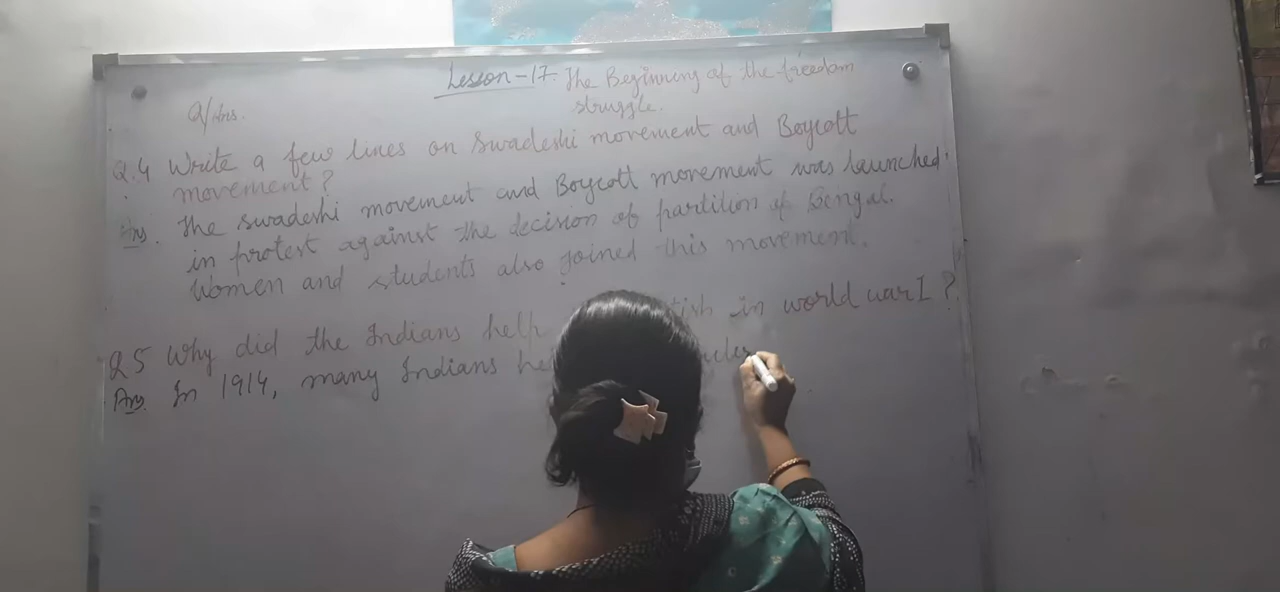 Lesson-17. The Beginning of the freedom
struggle.
Q/Ans.
Q.4 Write a few lines on Swadeshi movement and Boycott
movement?
Ans. The swadeshi movement and Boycott movement was launched
in protest against the decision of partition of Bengal.
Women and students also joined this movement.
Q5 Why did the Indians help in world war I ?
Ans. In 1914, many Indians